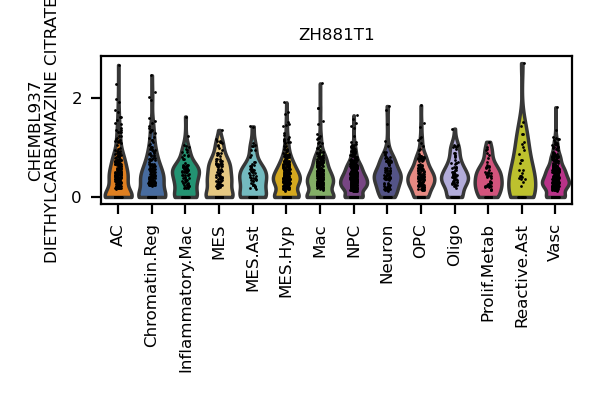 ZH881T1
CHEMBL937
DIETHYLCARBAMAZINE CITRATE
2
0
AC
Chromatin.Reg
Inflammatory.Mac
MES
MES.Ast
MES.Hyp
Mac
NPC
Neuron
OPC
Oligo
Prolif.Metab
Reactive.Ast
Vasc